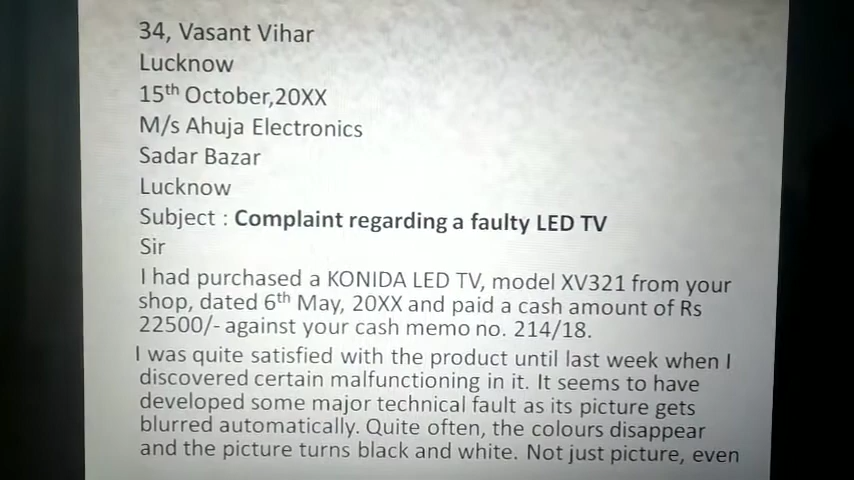 34, Vasant Vihar
Lucknow
15th October,20XX
M/s Ahuja Electronics
Sadar Bazar
Lucknow
Subject : Complaint regarding a faulty LED TV
Sir
I had purchased a KONIDA LED TV, model XV321 from your
shop, dated 6th May, 20XX and paid a cash amount of Rs
22500/- against your cash memo no. 214/18.
I was quite satisfied with the product until last week when I
discovered certain malfunctioning in it. It seems to have
developed some major technical fault as its picture gets
blurred automatically. Quite often, the colours disappear
and the picture turns black and white. Not just picture, even